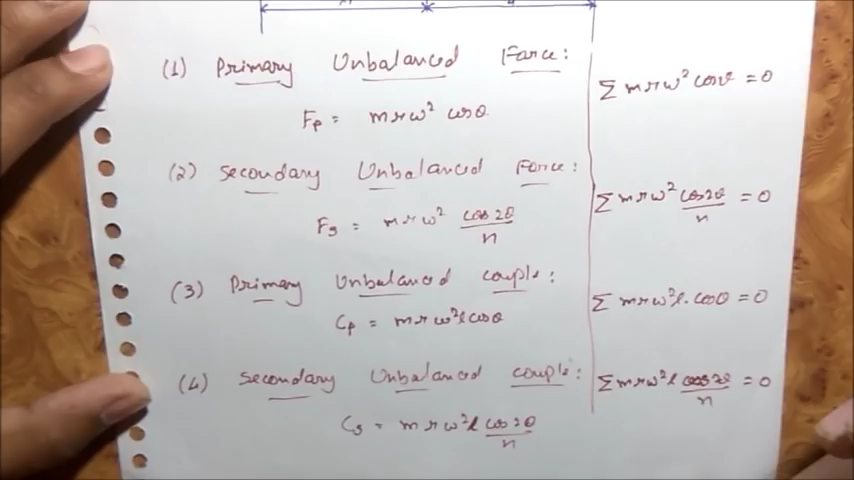 (1) Primary Unbalanced Force:
Fp = mrω² cosθ
∑ mrω² cosθ = 0
(2) Secondary Unbalanced Force:
Fs = mrω² cos2θ/n
∑ mrω² cos2θ/n = 0
(3) Primary Unbalanced couple:
Cp = mrω²l cosθ
∑ mrω²l. cosθ = 0
(4) Secondary Unbalanced couple:
Cs = mrω²l cos2θ/n
∑ mrω²l cos2θ/n = 0